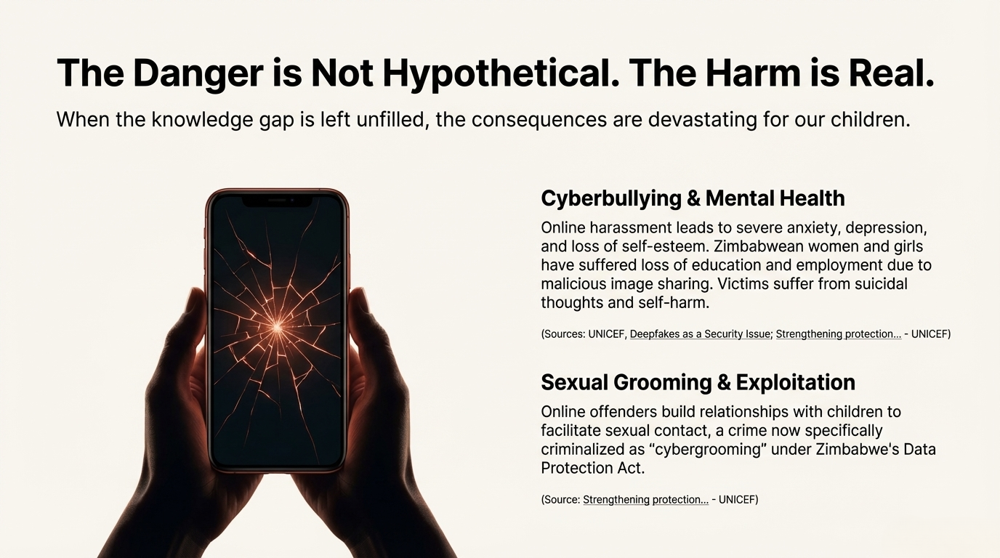 The Danger is Not Hypothetical. The Harm is Real.
When the knowledge gap is left unfilled, the consequences are devastating for our children.
Cyberbullying & Mental Health
Online harassment leads to severe anxiety, depression,
and loss of self-esteem. Zimbabwean women and girls
have suffered loss of education and employment due to
malicious image sharing. Victims suffer from suicidal
thoughts and self-harm.
(Sources: UNICEF, Deepfakes as a Security Issue; Strengthening protection... - UNICEF)
Sexual Grooming & Exploitation
Online offenders build relationships with children to
facilitate sexual contact, a crime now specifically
criminalized as “cybergrooming” under Zimbabwe's Data
Protection Act.
(Source: Strengthening protection... - UNICEF)